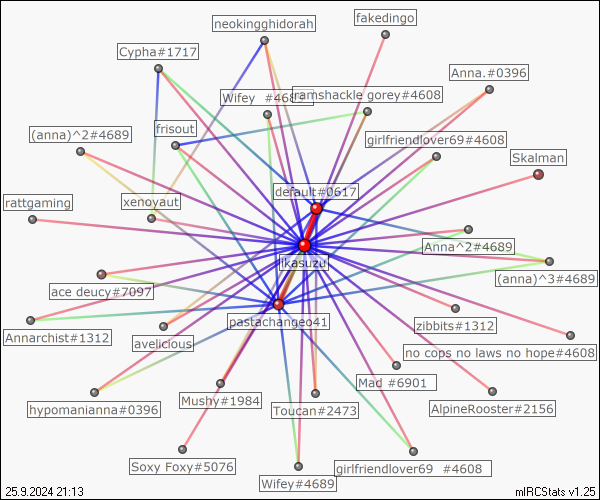 neokingghidorah
fakedingo
Cypha#1717
Anna.#0396
Wifey #4689
ramshackle gorey#4608
(anna)^2#4689
frisout
girlfriendlover69#4608
Skalman
default#0617
rattgaming
xenoyaut
Anna^2#4689
jkasuzu
(anna)^3#4689
ace deucy#7097
pastachangeo41
zibbits#1312
Annarchist#1312
avelicious
no cops no laws no hope#4608
Mad #6901
hypomanianna#0396
Mushy#1984
Toucan#2473
AlpineRooster#2156
Soxy Foxy#5076
girlfriendlover69 #4608
Wifey#4689
25.9.2024 21:13
mIRCStats v1.25